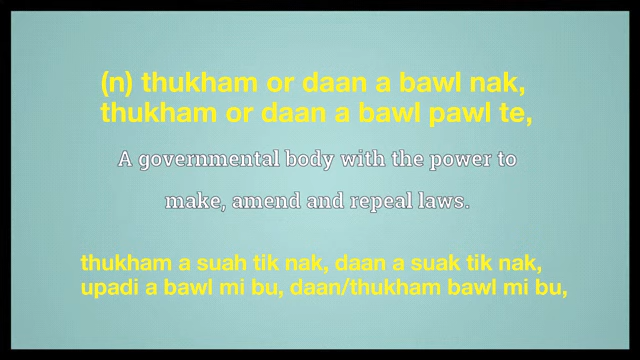 (n) thukham or daan a bawl nak,
thukham or daan a bawl pawl te,
A governmental body with the power to
make, amend and repeal laws.
thukham a suah tik nak, daan a suak tik nak,
upadi a bawl mi bu, daan/thukham bawl mi bu,